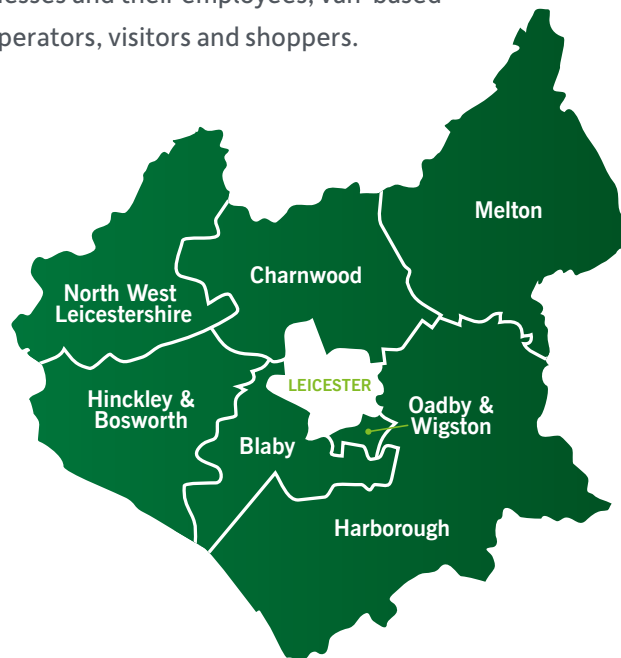 and their employees, van-based
perators, visitors and shoppers.
Melton
Charnwood
North West
Leicestershire
LEICESTER
Hinckley &
Bosworth
Oadby &
Wigston
Blaby
Harborough